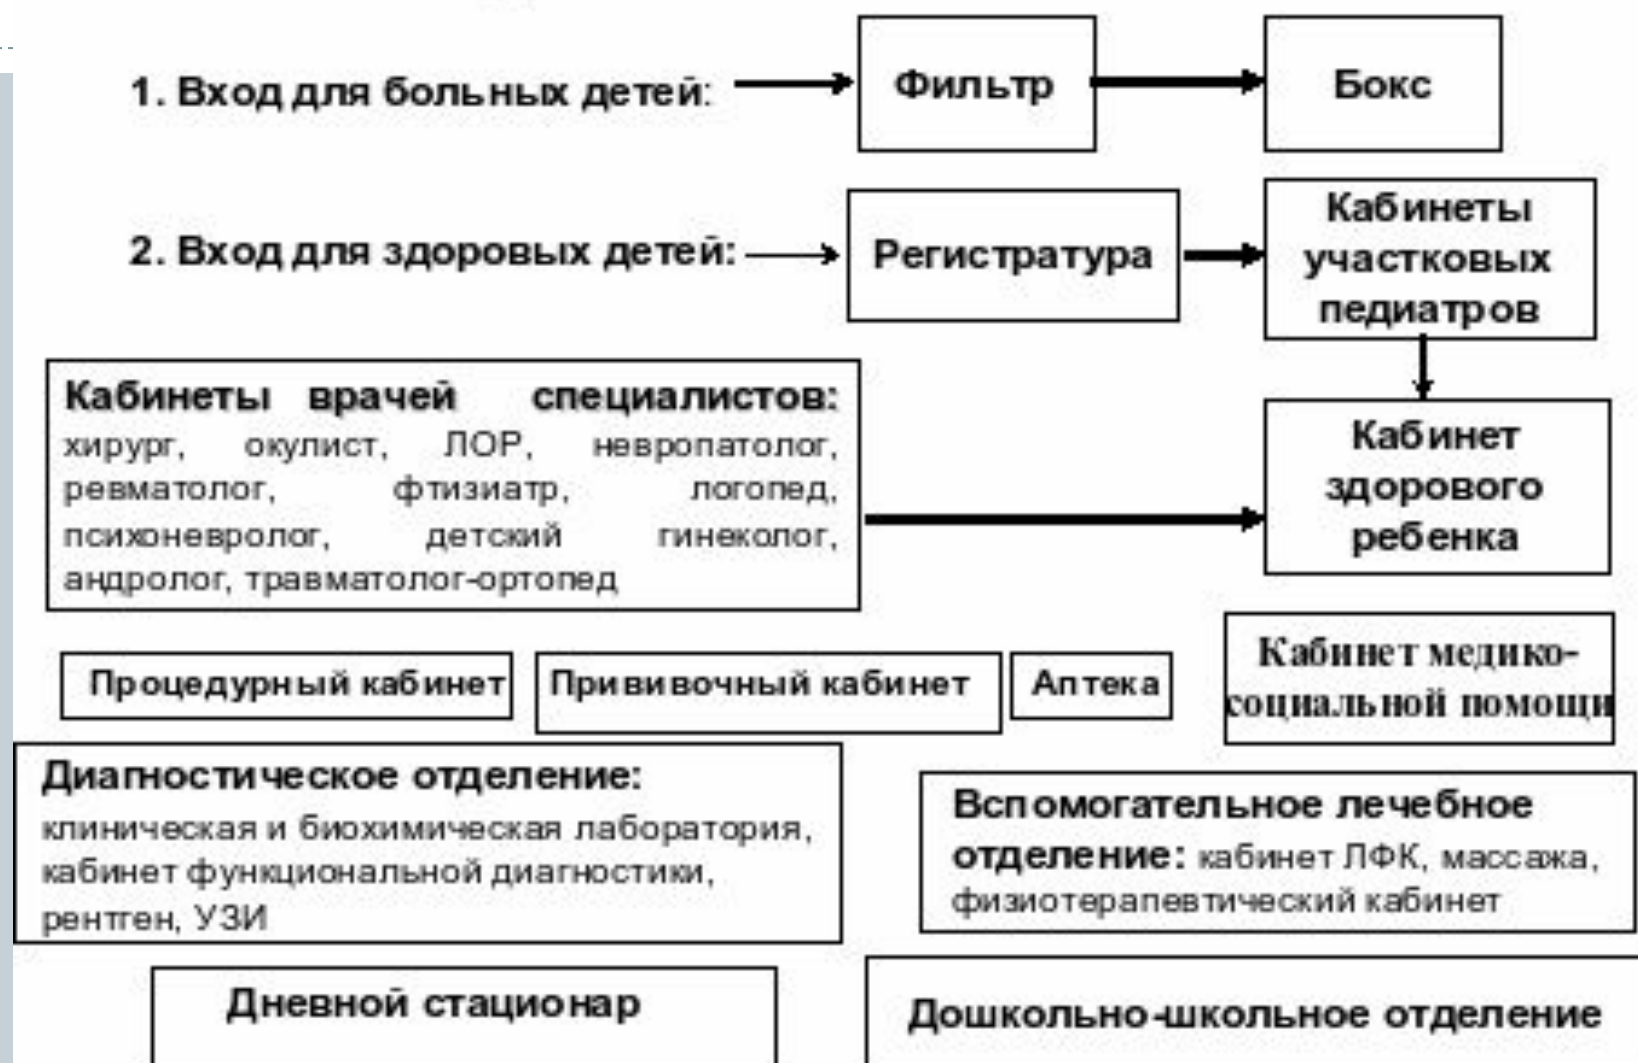 1. Вход для больных детей:
Фильтр
Бокс
2. Вход для здоровых детей:
Регистратура
Кабинеты
участковых
педиатров
Кабинеты врачей специалистов:
хирург, окулист, ЛОР, невропатолог,
ревматолог, фтизиатр, логопед,
психоневролог, детский гинеколог,
андролог, травматолог-ортопед
Кабинет
здорового
ребенка
Процедурный кабинет
Прививочный кабинет
Аптека
Кабинет медико-
социальной помощи
Диагностическое отделение:
клиническая и биохимическая лаборатория,
кабинет функциональной диагностики,
рентген, УЗИ
Вспомогательное лечебное
отделение: кабинет ЛФК, массажа,
физиотерапевтический кабинет
Дневной стационар
Дошкольно-школьное отделение